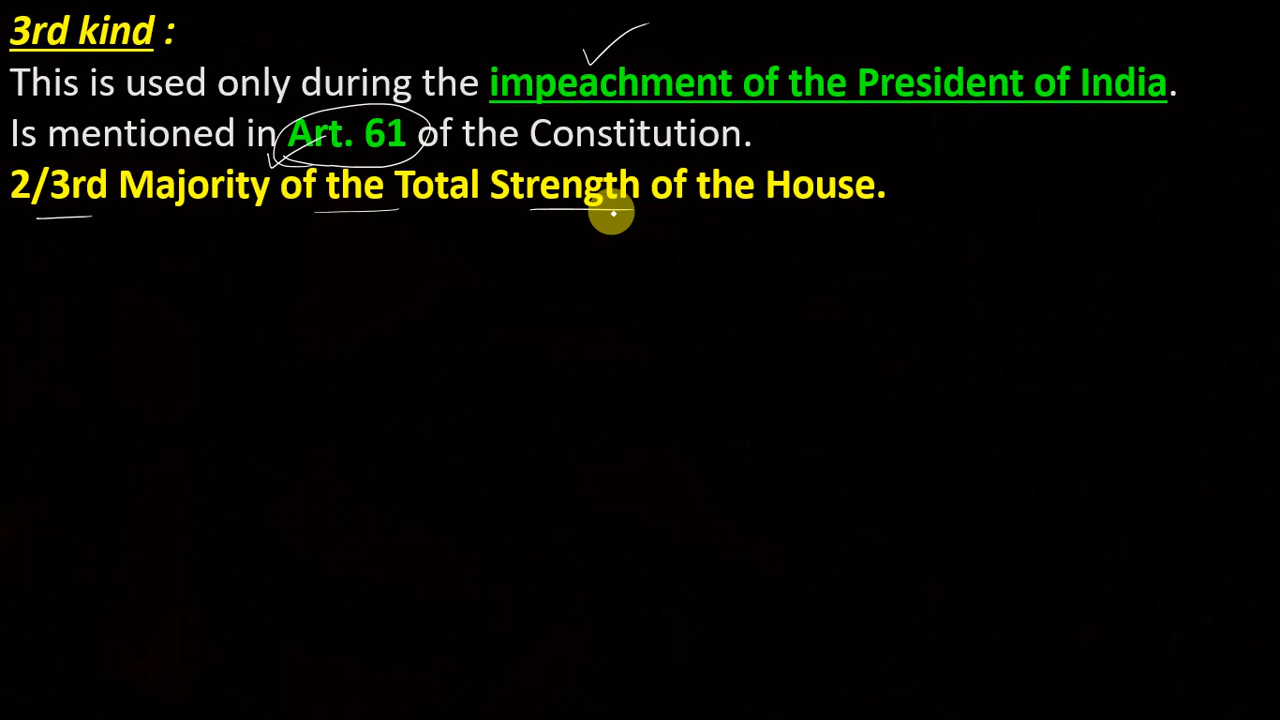 3rd kind :
This is used only during the impeachment of the President of India.
Is mentioned in Art. 61 of the Constitution.
2/3rd Majority of the Total Strength of the House.